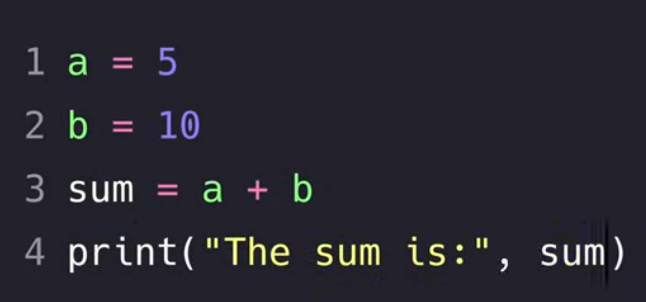 1 a = 5
2 b = 10
3 sum = a + b
4 print("The sum is:", sum)